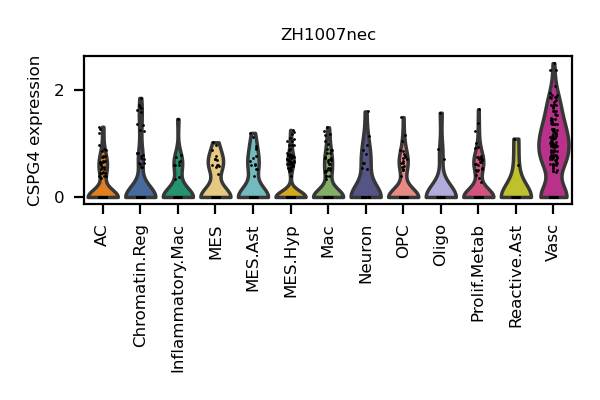 ZH1007nec
CSPG4 expression
2
0
AC
Chromatin.Reg
Inflammatory.Mac
MES
MES.Ast
MES.Hyp
Mac
Neuron
OPC
Oligo
Prolif.Metab
Reactive.Ast
Vasc